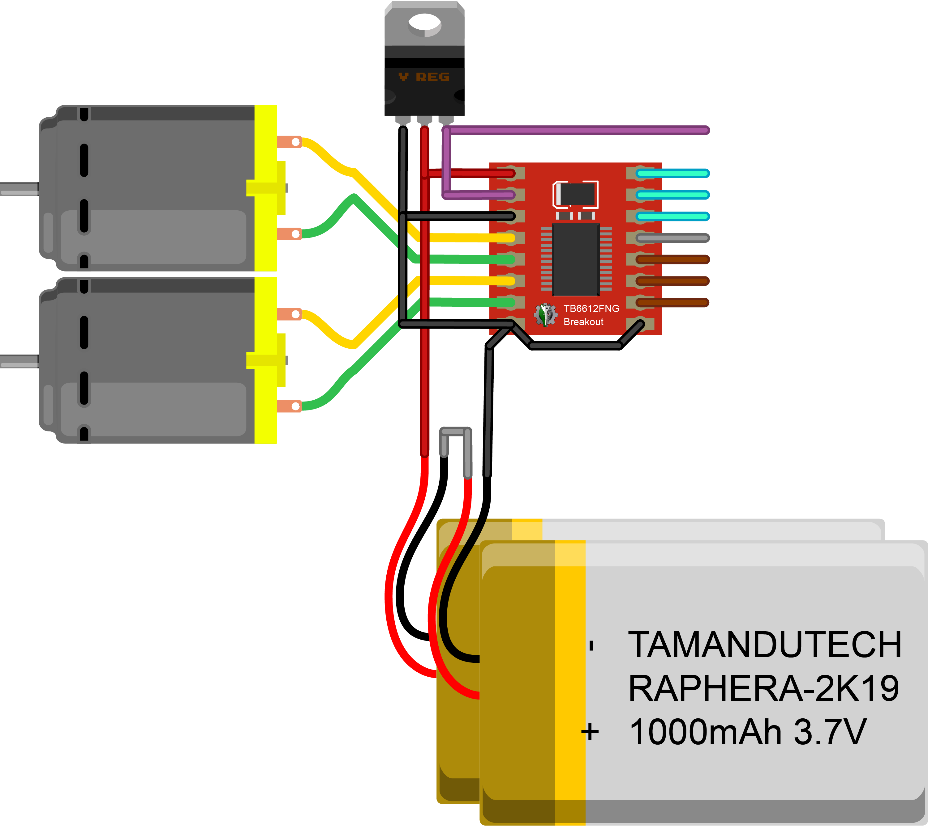 V REG
TB6612FNG
Breakout
- TAMANDUTECH
RAPHERA-2K19
+ 1000mAh 3.7V